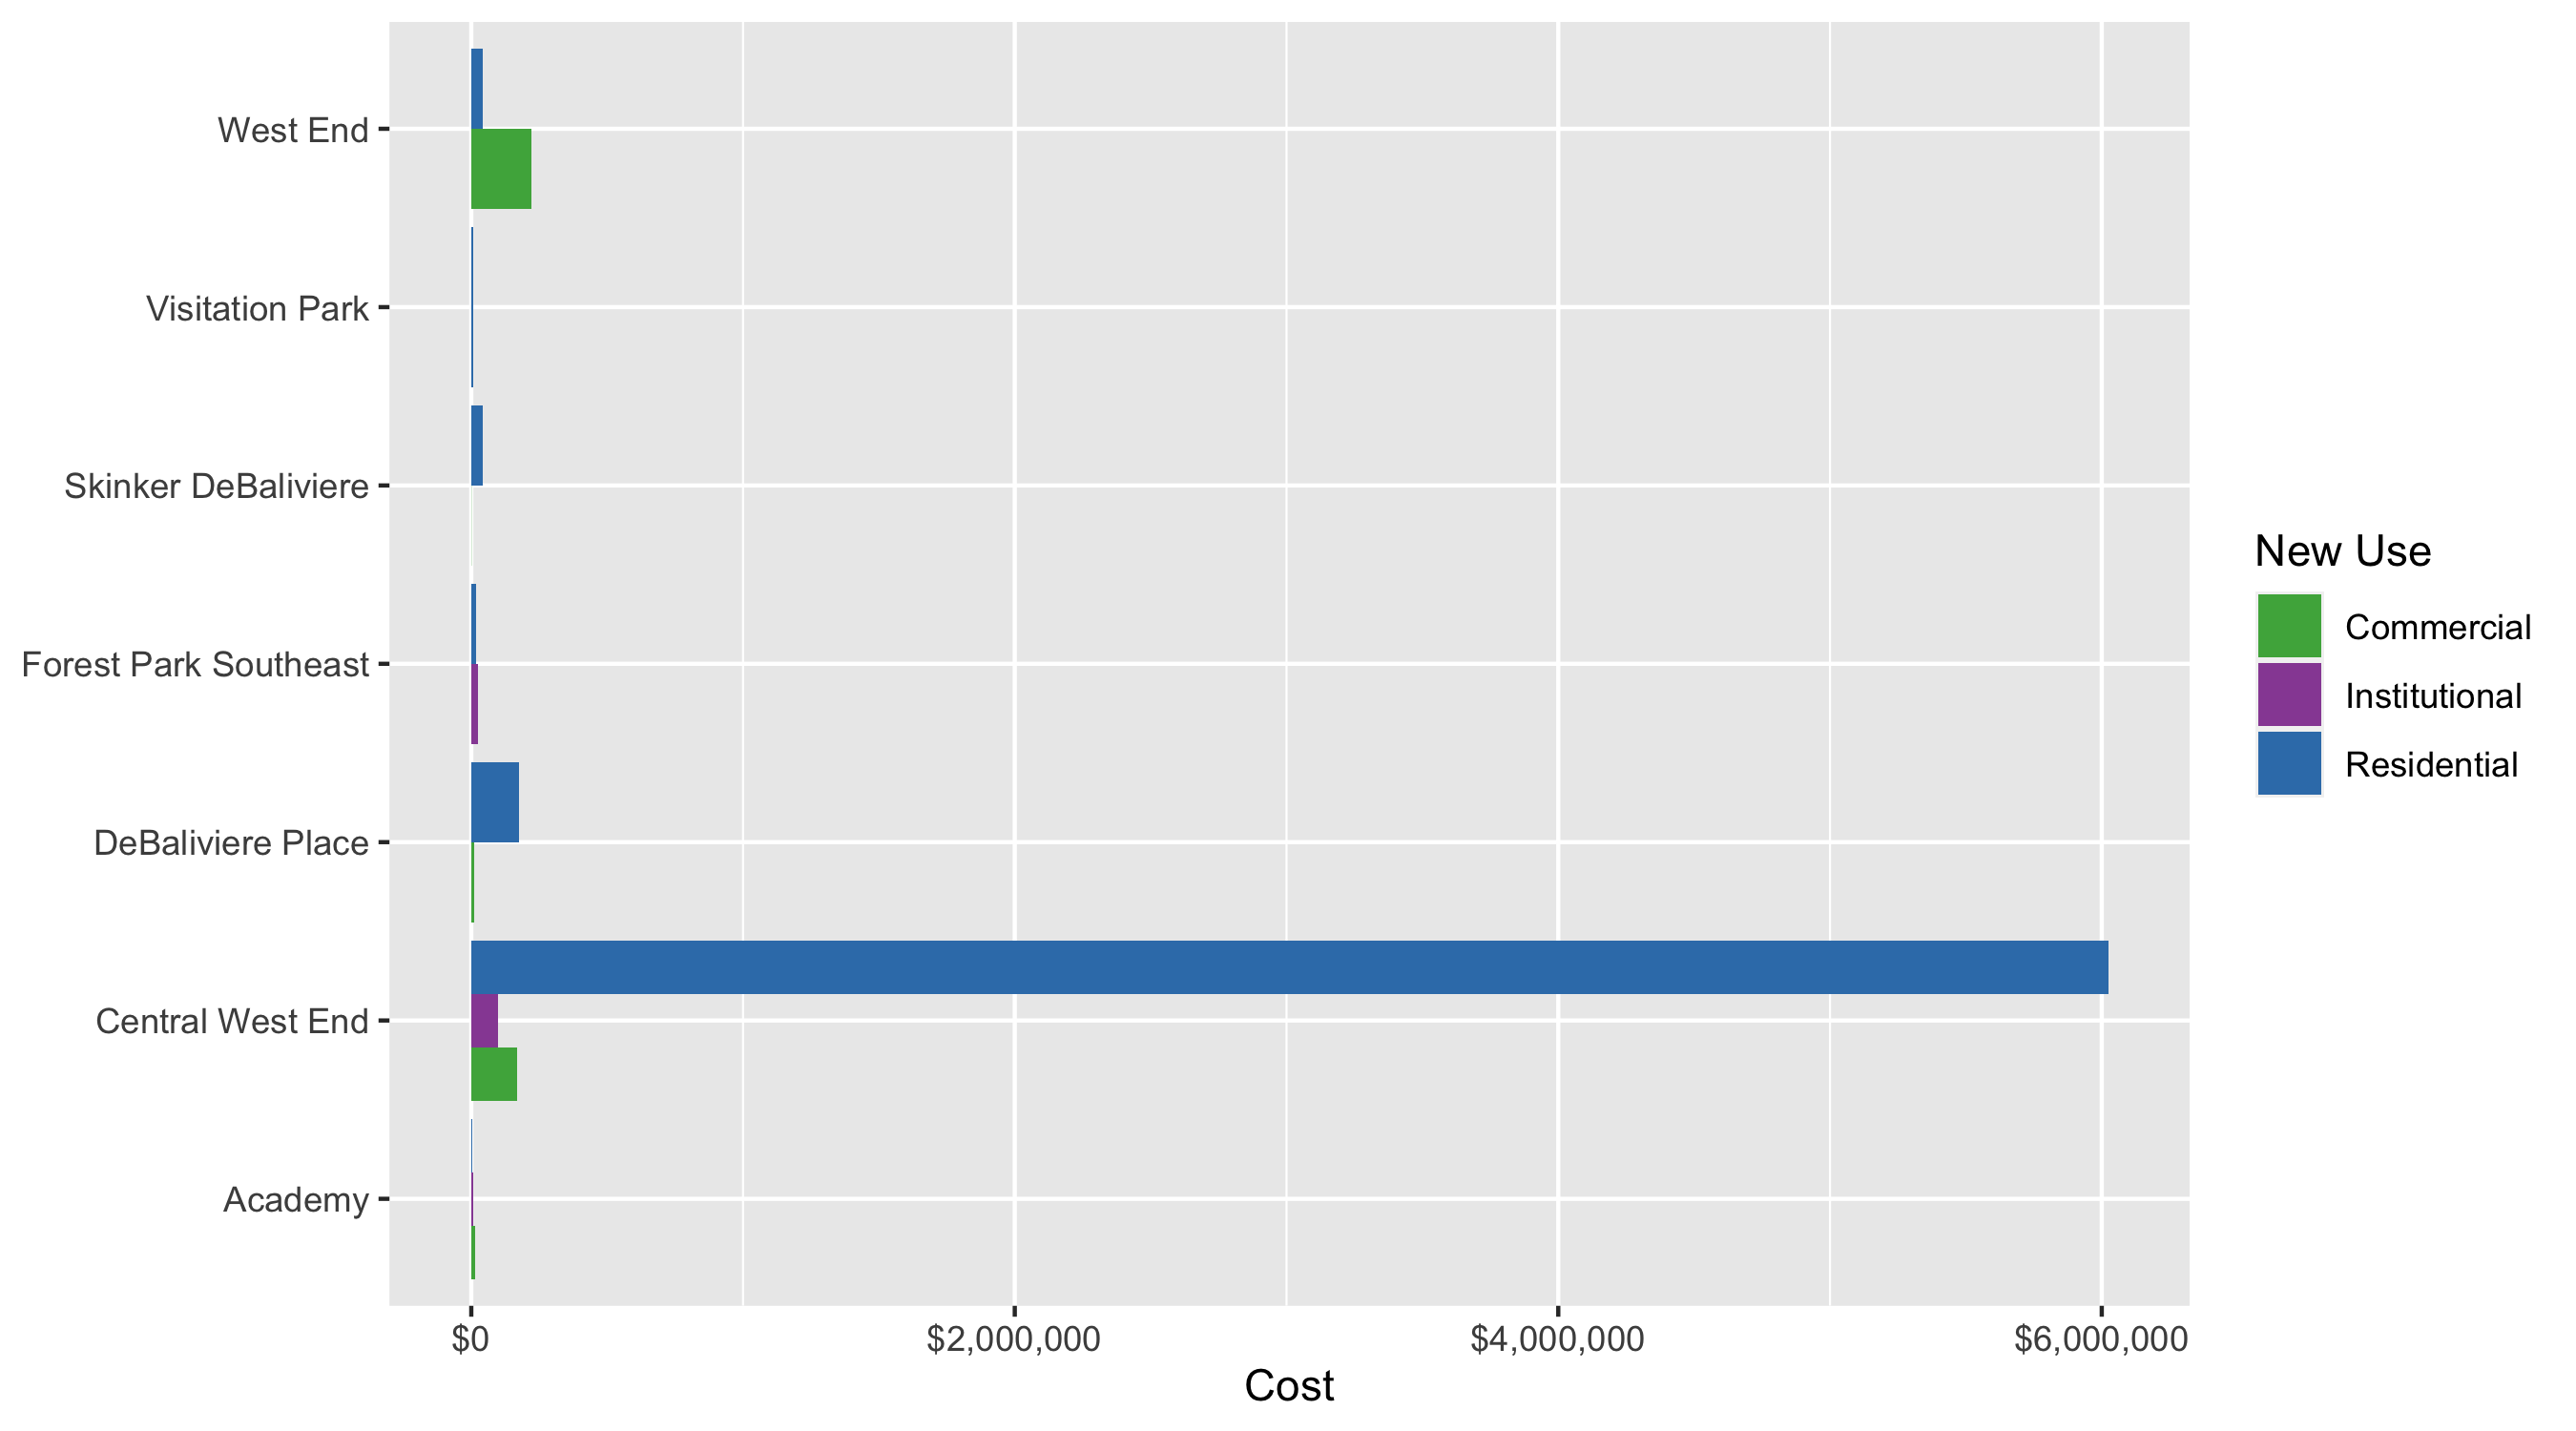 West End
Visitation Park
Skinker DeBaliviere
Forest Park Southeast
DeBaliviere Place
Central West End
Academy
$0 $2,000,000 $4,000,000 $6,000,000
Cost
New Use
Commercial
Institutional
Residential